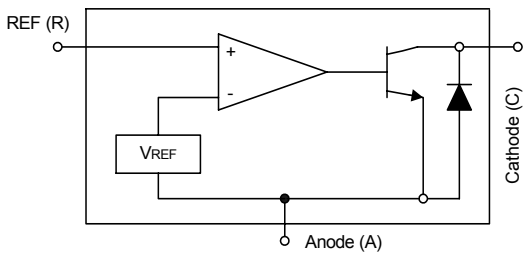 REF (R)
+
-
VREF
Cathode (C)
Anode (A)